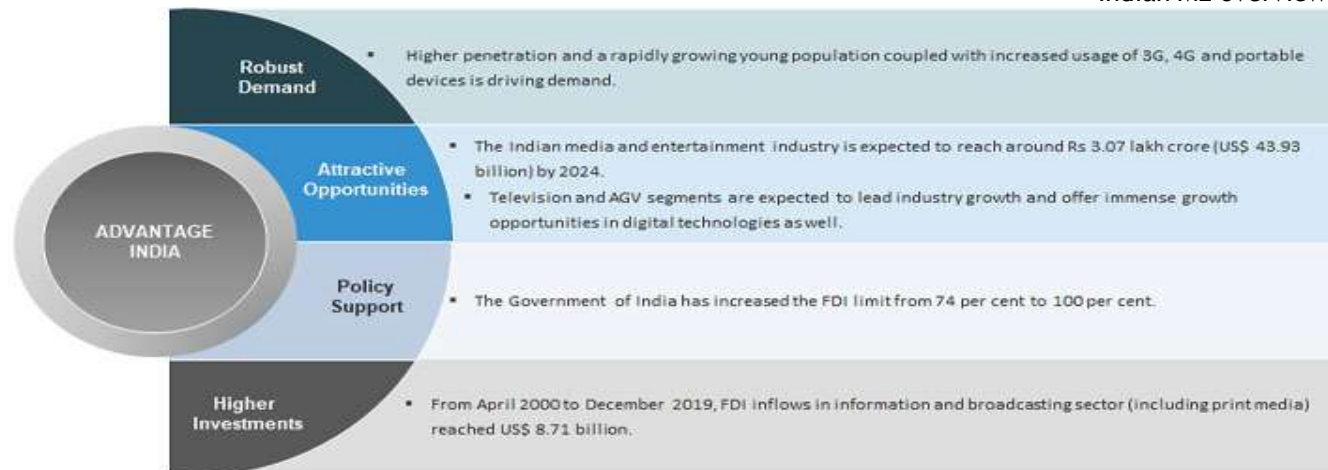 ADVANTAGE
INDIA
Robust
Demand
▪ Higher penetration and a rapidly growing young population coupled with increased usage of 3G, 4G and portable
devices is driving demand.
Attractive
Opportunities
▪ The Indian media and entertainment industry is expected to reach around Rs 3.07 lakh crore (US$ 43.93
billion) by 2024.
▪ Television and AGV segments are expected to lead industry growth and offer immense growth
opportunities in digital technologies as well.
Policy
Support
▪ The Government of India has increased the FDI limit from 74 per cent to 100 per cent.
Higher
Investments
▪ From April 2000 to December 2019, FDI inflows in information and broadcasting sector (including print media)
reached US$ 8.71 billion.